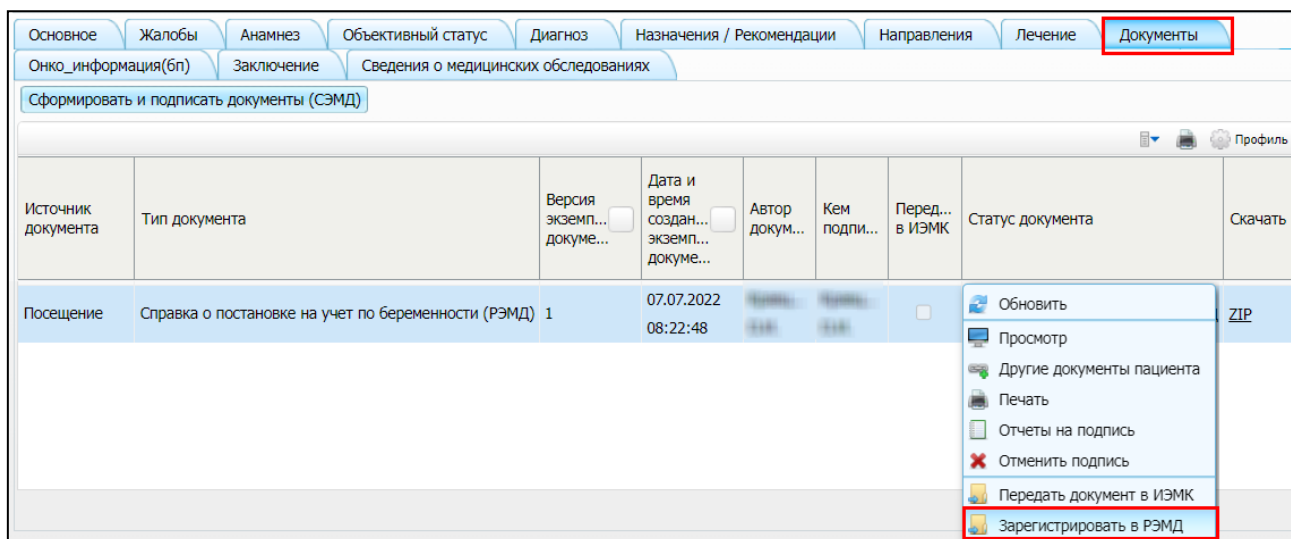 Основное Жалобы Анамнез Объективный статус Диагноз Назначения / Рекомендации Направления Лечение Документы
Онко_информация(бп) Заключение Сведения о медицинских обследованиях
Сформировать и подписать документы (СЭМД)
Профиль
Источник документа
Тип документа
Версия экземп... докуме...
Дата и время создан... экземп... докуме...
Автор докум...
Кем подпи...
Перед... в ИЭМК
Статус документа
Скачать
Посещение Справка о постановке на учет по беременности (РЭМД) 1 07.07.2022 08:22:48 ZIP
Обновить
Просмотр
Другие документы пациента
Печать
Отчеты на подпись
Отменить подпись
Передать документ в ИЭМК
Зарегистрировать в РЭМД